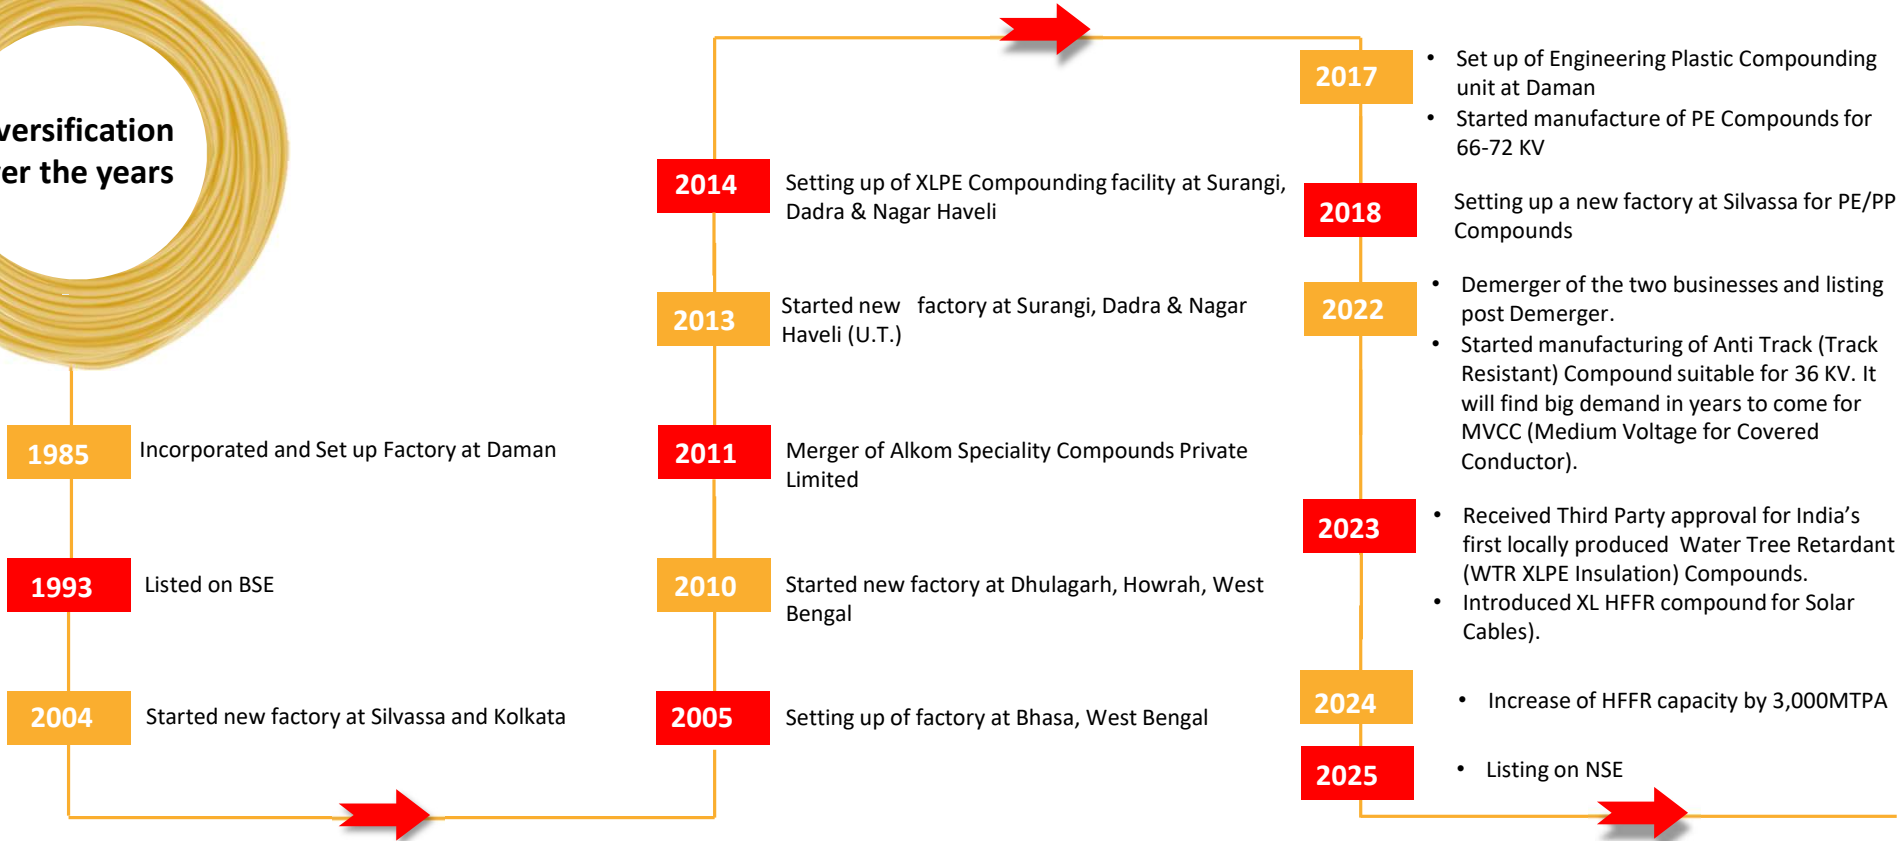 versification
er the years
1985
Incorporated and Set up Factory at Daman
1993
Listed on BSE
2004
Started new factory at Silvassa and Kolkata
2014
Setting up of XLPE Compounding facility at Surangi,
Dadra & Nagar Haveli
2013
Started new factory at Surangi, Dadra & Nagar
Haveli (U.T.)
2011
Merger of Alkom Speciality Compounds Private
Limited
2010
Started new factory at Dhulagarh, Howrah, West
Bengal
2005
Setting up of factory at Bhasa, West Bengal
2017
• Set up of Engineering Plastic Compounding
unit at Daman
• Started manufacture of PE Compounds for
66-72 KV
2018
Setting up a new factory at Silvassa for PE/PP
Compounds
2022
• Demerger of the two businesses and listing
post Demerger.
• Started manufacturing of Anti Track (Track
Resistant) Compound suitable for 36 KV. It
will find big demand in years to come for
MVCC (Medium Voltage for Covered
Conductor).
2023
• Received Third Party approval for India’s
first locally produced Water Tree Retardant
(WTR XLPE Insulation) Compounds.
• Introduced XL HFFR compound for Solar
Cables).
2024
• Increase of HFFR capacity by 3,000MTPA
2025
• Listing on NSE